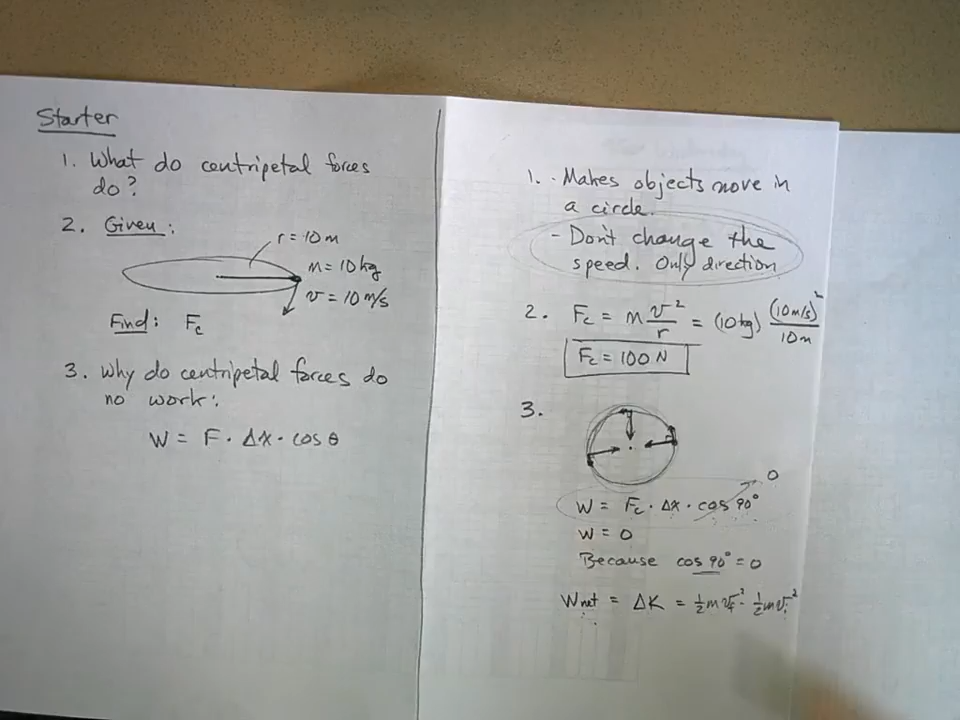 Starter
1. What do centripetal forces
do?
2. Given:
r = 10 m
m = 10 kg
v = 10 m/s
Find: Fc
3. Why do centripetal forces do
no work:
W = F · Δx · cos θ
1. - Makes objects move in
a circle.
- Don't change the
speed. Only direction
2. Fc = m v²/r = (10 kg) (10 m/s)²/10 m
Fc = 100 N
3.
0
W = Fc · Δx · cos 90°
W = 0
Because cos 90° = 0
Wnet = ΔK = ½mvf² - ½mvi²